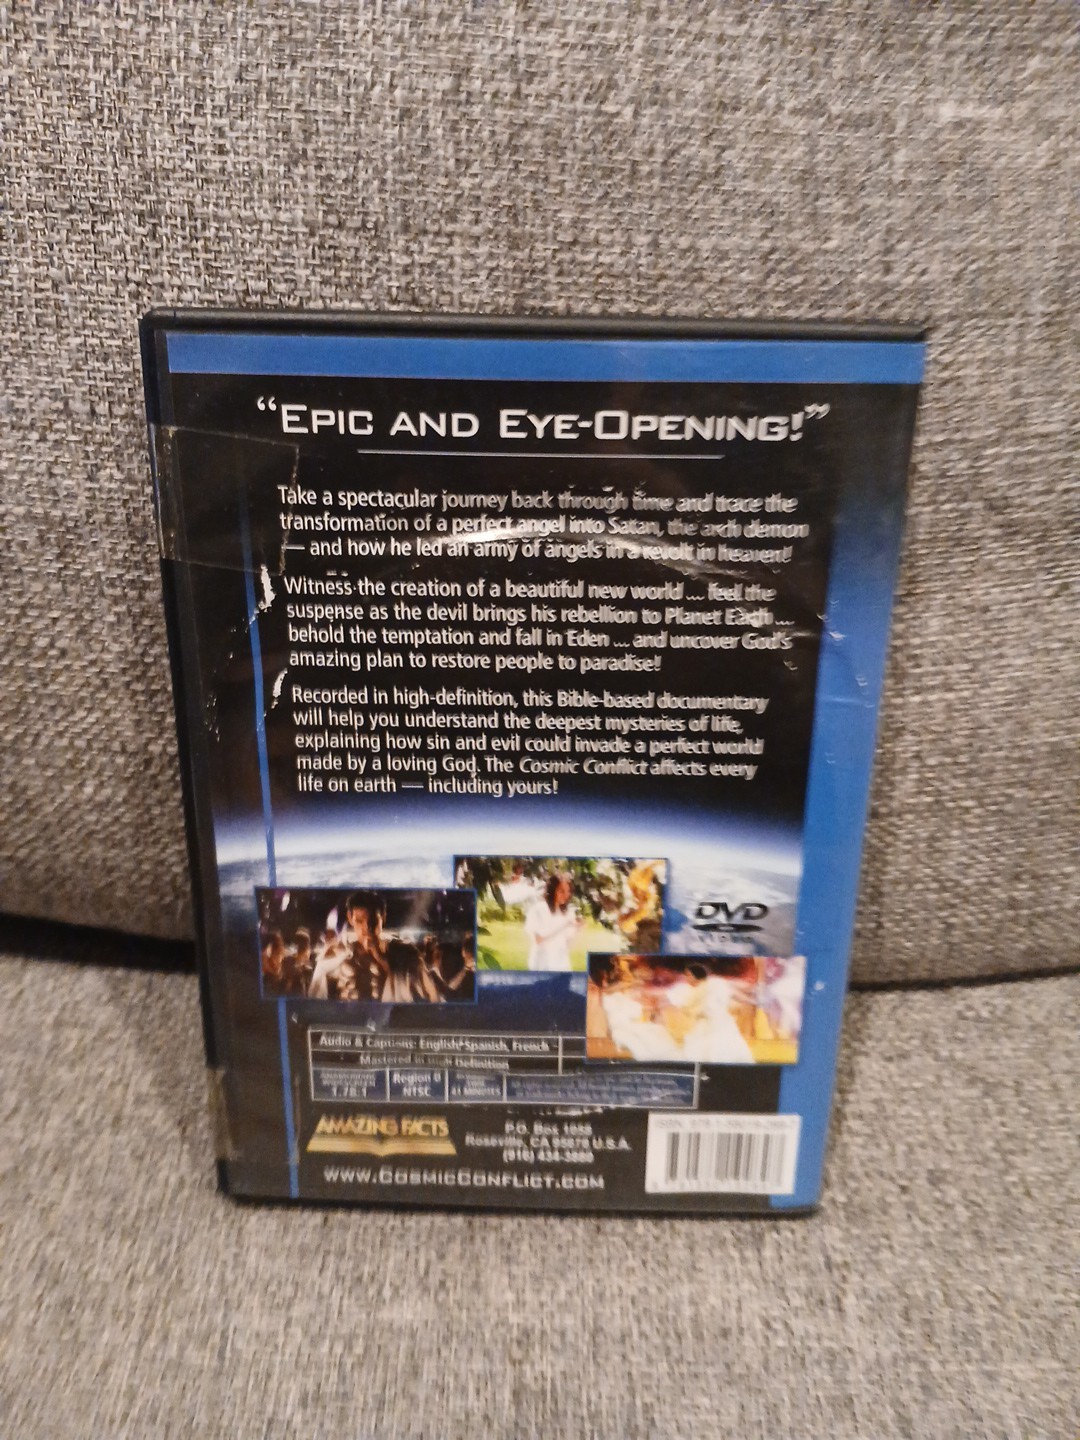 “EPIC AND EYE-OPENING!”
Take a spectacular journey back through time and trace the
transformation of a perfect angel into Satan, the arch demon
— and how he led an army of angels in a revolt in heaven!
Witness the creation of a beautiful new world ... feel the
suspense as the devil brings his rebellion to Planet Earth ...
behold the temptation and fall in Eden ... and uncover God's
amazing plan to restore people to paradise!
Recorded in high-definition, this Bible-based documentary
will help you understand the deepest mysteries of life,
explaining how sin and evil could invade a perfect world
made by a loving God. The Cosmic Conflict affects every
life on earth — including yours!
DVD
VIDEO
Audio & Captions: English Spanish, French
Mastered in High Definition
WIDESCREEN
1.78:1
Region 0
NTSC
MINUTES
AMAZING FACTS
P.O. Box
Roseville, CA 95678 U.S.A.
(916)
WWW.COSMICCONFLICT.COM
ISBN